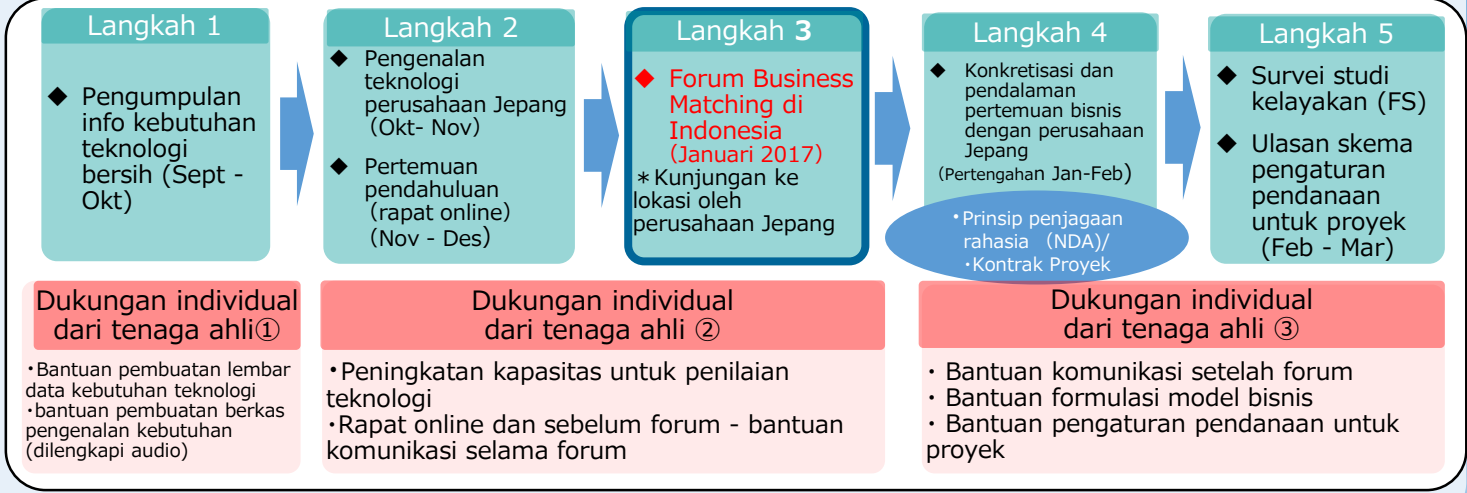 Langkah 1
◆ Pengumpulan
info kebutuhan
teknologi
bersih (Sept -
Okt)
Langkah 2
◆ Pengenalan
teknologi
perusahaan Jepang
(Okt- Nov)
◆ Pertemuan
pendahuluan
(rapat online)
(Nov - Des)
Langkah 3
◆ Forum Business
Matching di
Indonesia
(Januari 2017)
＊Kunjungan ke
lokasi oleh
perusahaan Jepang
Langkah 4
◆ Konkretisasi dan
pendalaman
pertemuan bisnis
dengan perusahaan
Jepang
(Pertengahan Jan-Feb)
・Prinsip penjagaan
rahasia （NDA)/
・Kontrak Proyek
Langkah 5
◆ Survei studi
kelayakan (FS)
◆ Ulasan skema
pengaturan
pendanaan
untuk proyek
(Feb - Mar)
Dukungan individual
dari tenaga ahli①
・Bantuan pembuatan lembar
data kebutuhan teknologi
・bantuan pembuatan berkas
pengenalan kebutuhan
(dilengkapi audio)
Dukungan individual
dari tenaga ahli ②
・Peningkatan kapasitas untuk penilaian
teknologi
・Rapat online dan sebelum forum - bantuan
komunikasi selama forum
Dukungan individual
dari tenaga ahli ③
・ Bantuan komunikasi setelah forum
・ Bantuan formulasi model bisnis
・ Bantuan pengaturan pendanaan untuk
proyek